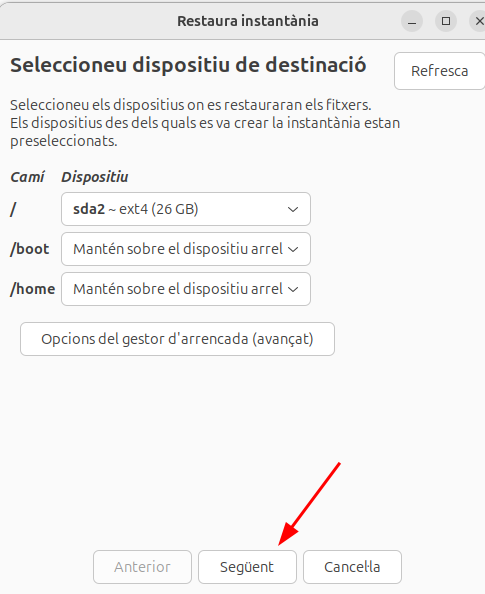 Restaura instantània
Seleccioneu dispositiu de destinació
Refresca
Seleccioneu els dispositius on es restauraran els fitxers.
Els dispositius des dels quals es va crear la instantània estan
preseleccionats.
Camí Dispositiu
/ sda2 ~ ext4 (26 GB)
/boot Mantén sobre el dispositiu arrel
/home Mantén sobre el dispositiu arrel
Opcions del gestor d'arrencada (avançat)
Anterior Següent Cancel·la